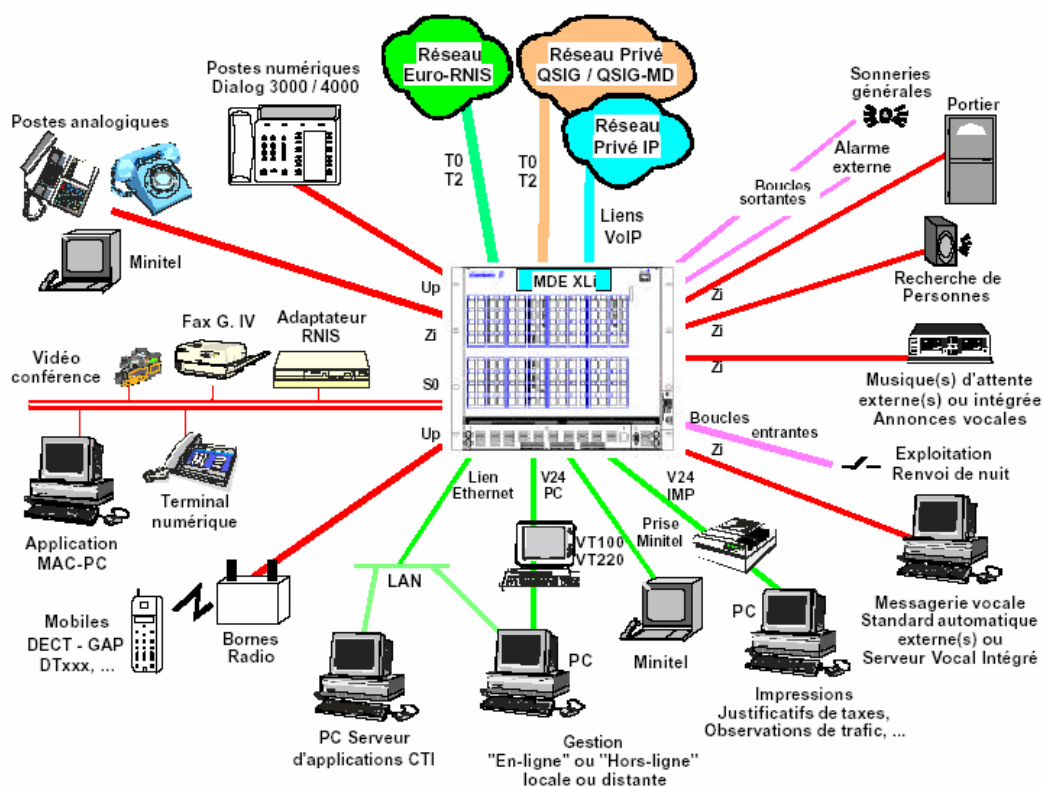 Réseau
Euro-RNIS
Réseau Privé
QSIG / QSIG-MD
Réseau
Privé IP
Postes numériques
Dialog 3000 / 4000
Postes analogiques
Minitel
T0
T2
T0
T2
Liens
VoIP
Sonneries
générales
Portier
Alarme
externe
Boucles
sortantes
Recherche de
Personnes
MDE XLi
Up
Zi
S0
Up
Zi
Zi
Zi
Zi
Vidéo
conférence
Fax G. IV
Adaptateur
RNIS
Musique(s) d'attente
externe(s) ou intégrée
Annonces vocales
Boucles
entrantes
Exploitation
Renvoi de nuit
Application
MAC-PC
Terminal
numérique
Lien
Ethernet
V24
PC
V24
IMP
Prise
Minitel
VT100
VT220
LAN
Mobiles
DECT - GAP
DTxxx, ...
Bornes
Radio
PC
Minitel
PC
Messagerie vocale
Standard automatique
externe(s) ou
Serveur Vocal Intégré
PC Serveur
d'applications CTI
Gestion
"En-ligne" ou "Hors-ligne"
locale ou distante
Impressions
Justificatifs de taxes,
Observations de trafic, ...